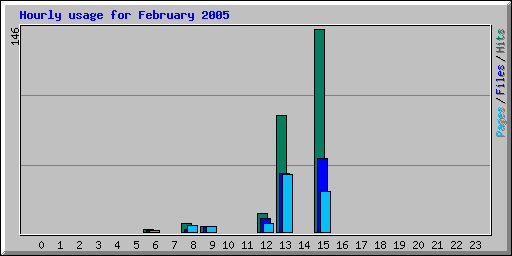 Hourly usage for February 2005
146
Pages/Files/Hits
0 1 2 3 4 5 6 7 8 9 10 11 12 13 14 15 16 17 18 19 20 21 22 23